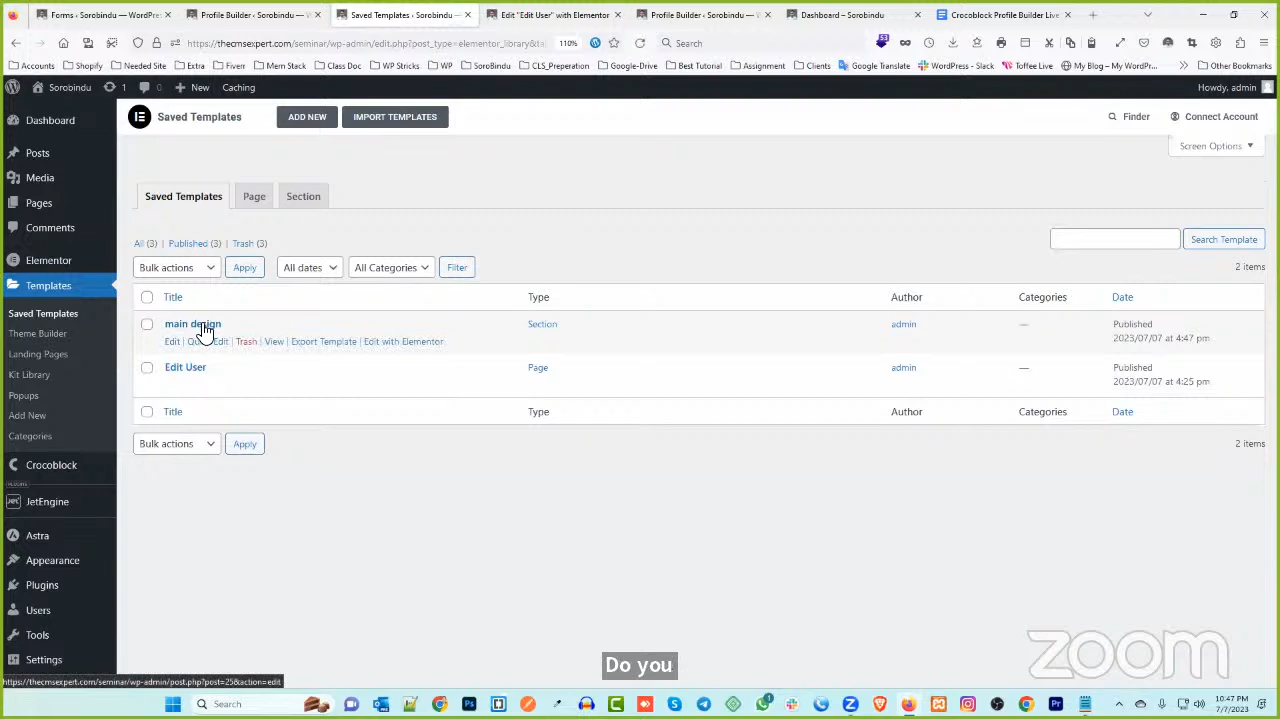 Forms ‹ Sorobindu — WordPress
Profile Builder ‹ Sorobindu — W
Saved Templates ‹ Sorobindu —
Edit "Edit User" with Elementor
Profile Builder ‹ Sorobindu — W
Dashboard ‹ Sorobindu —
Crocoblock Profile Builder Live
https://thecmsexpert.com/seminar/wp-admin/edit.php?post_type=elementor_library&ta
110%
Search
53
Accounts
Shopify
Needed Site
Extra
Fiverr
Mern Stack
Class Doc
WP Stricks
WP
SoroBindu
CLS_Preperation
Google-Drive
Best Tutorial
Assignment
Clients
Google Translate
WordPress - Slack
Toffee Live
My Blog – My WordPr...
Other Bookmarks
Sorobindu
1
0
New
Caching
Howdy, admin
Dashboard
Posts
Media
Pages
Comments
Elementor
Templates
Saved Templates
Theme Builder
Landing Pages
Kit Library
Popups
Add New
Categories
Crocoblock
JetEngine
Astra
Appearance
Plugins
Users
Tools
Settings
Saved Templates
ADD NEW
IMPORT TEMPLATES
Finder
Connect Account
Screen Options
Saved Templates
Page
Section
All (3) | Published (3) | Trash (3)
Search Template
Bulk actions
Apply
All dates
All Categories
Filter
2 items
Title
Type
Author
Categories
Date
main design
Section
admin
—
Published
2023/07/07 at 4:47 pm
Edit | Quick Edit | Trash | View | Export Template | Edit with Elementor
Edit User
Page
admin
—
Published
2023/07/07 at 4:25 pm
Title
Type
Author
Categories
Date
Bulk actions
Apply
2 items
zoom
Do you
https://thecmsexpert.com/seminar/wp-admin/post.php?post=258&action=edit
Search
1
10:47 PM
7/7/2023